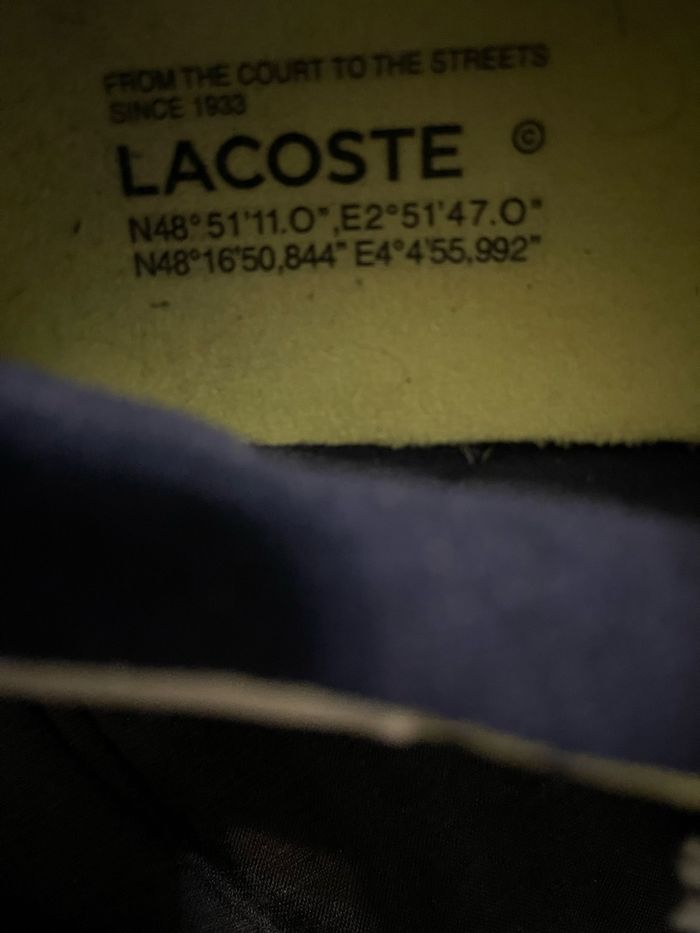 FROM THE COURT TO THE STREETS
SINCE 1933
LACOSTE ©
N48°51'11.0",E2°51'47.0"
N48°16'50,844" E4°4'55.992"